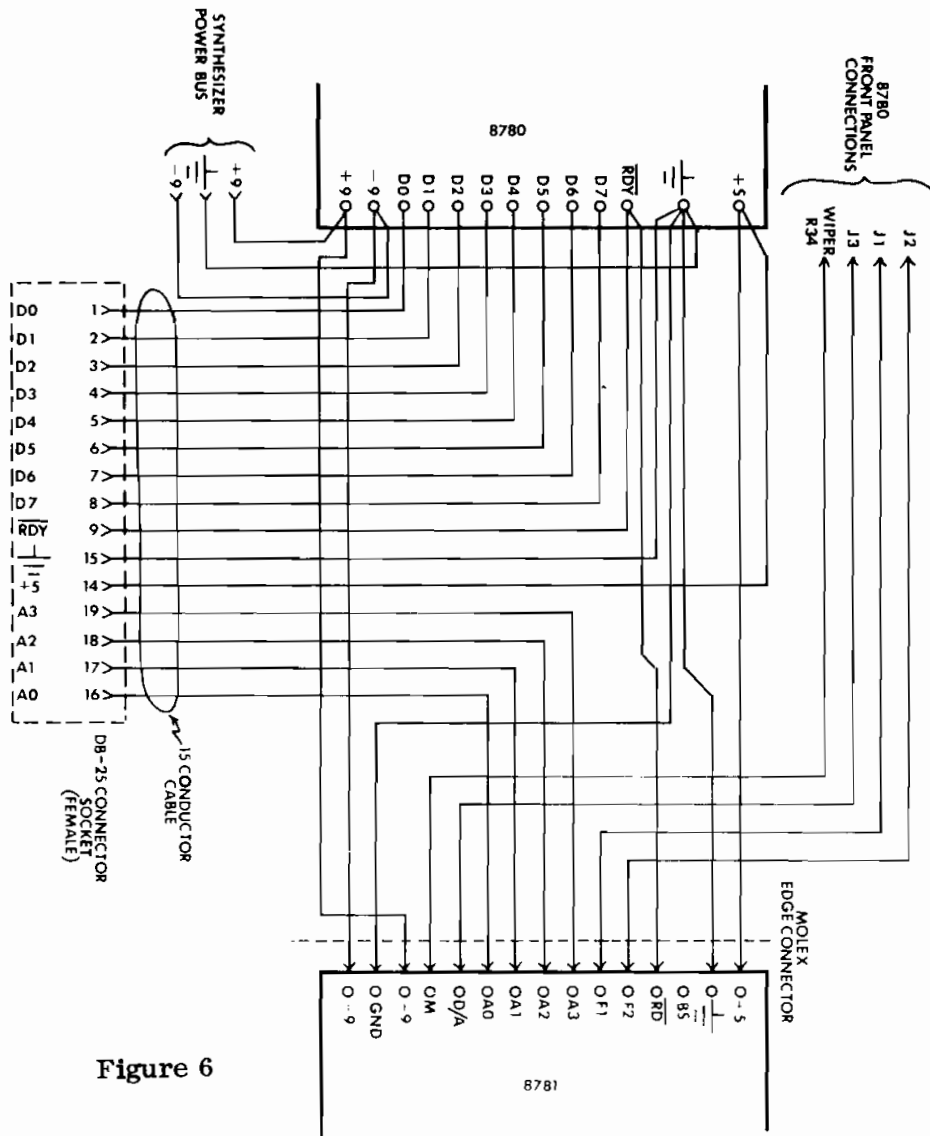 SYNTHESIZER
POWER BUS
-9
+9
8780
+9
-9
D0
D1
D2
D3
D4
D5
D6
D7
RDY
+5
8780
FRONT PANEL
CONNECTIONS
WIPER
R34
J3
J1
J2
D0 1
D1 2
D2 3
D3 4
D4 5
D5 6
D6 7
D7 8
RDY 9
15
+5 14
A3 19
A2 18
A1 17
A0 16
DB-25 CONNECTOR
SOCKET
(FEMALE)
15 CONDUCTOR
CABLE
MOLEX
EDGE CONNECTOR
GND
M
D/A
A0
A1
A2
A3
F1
F2
RD
BS
8781
Figure 6